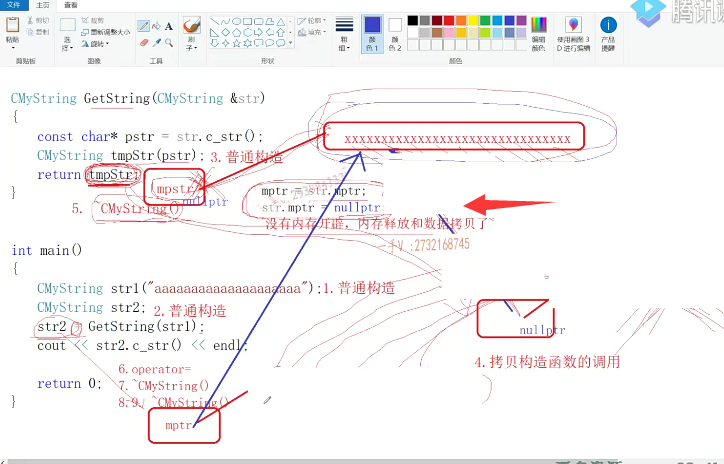 文件 主页 查看
粘贴
剪切
复制
选择
裁剪
重新调整大小
旋转
刷子
轮廓
填充
粗细
颜色 1
颜色 2
编辑颜色
使用画图 3D 进行编辑
产品提醒
剪贴板 图像 工具 形状 颜色
腾讯课
CMyString GetString(CMyString &str)
{
const char* pstr = str.c_str();
CMyString tmpStr(pstr); 3.普通构造
return tmpStr;
}
xxxxxxxxxxxxxxxxxxxxxxxxxxxxxxx
mpstr
nullptr
5. ~CMyString()
mptr = str.mptr;
str.mptr = nullptr
没有内存开辟，内存释放和数据拷贝了
一手V :2732168745
int main()
{
CMyString str1("aaaaaaaaaaaaaaaaaaaa");1.普通构造
CMyString str2; 2.普通构造
str2 = GetString(str1);
cout << str2.c_str() << endl;
return 0;
}
6.operator=
7.~CMyString()
8.9. ~CMyString()
mptr
nullptr
4.拷贝构造函数的调用